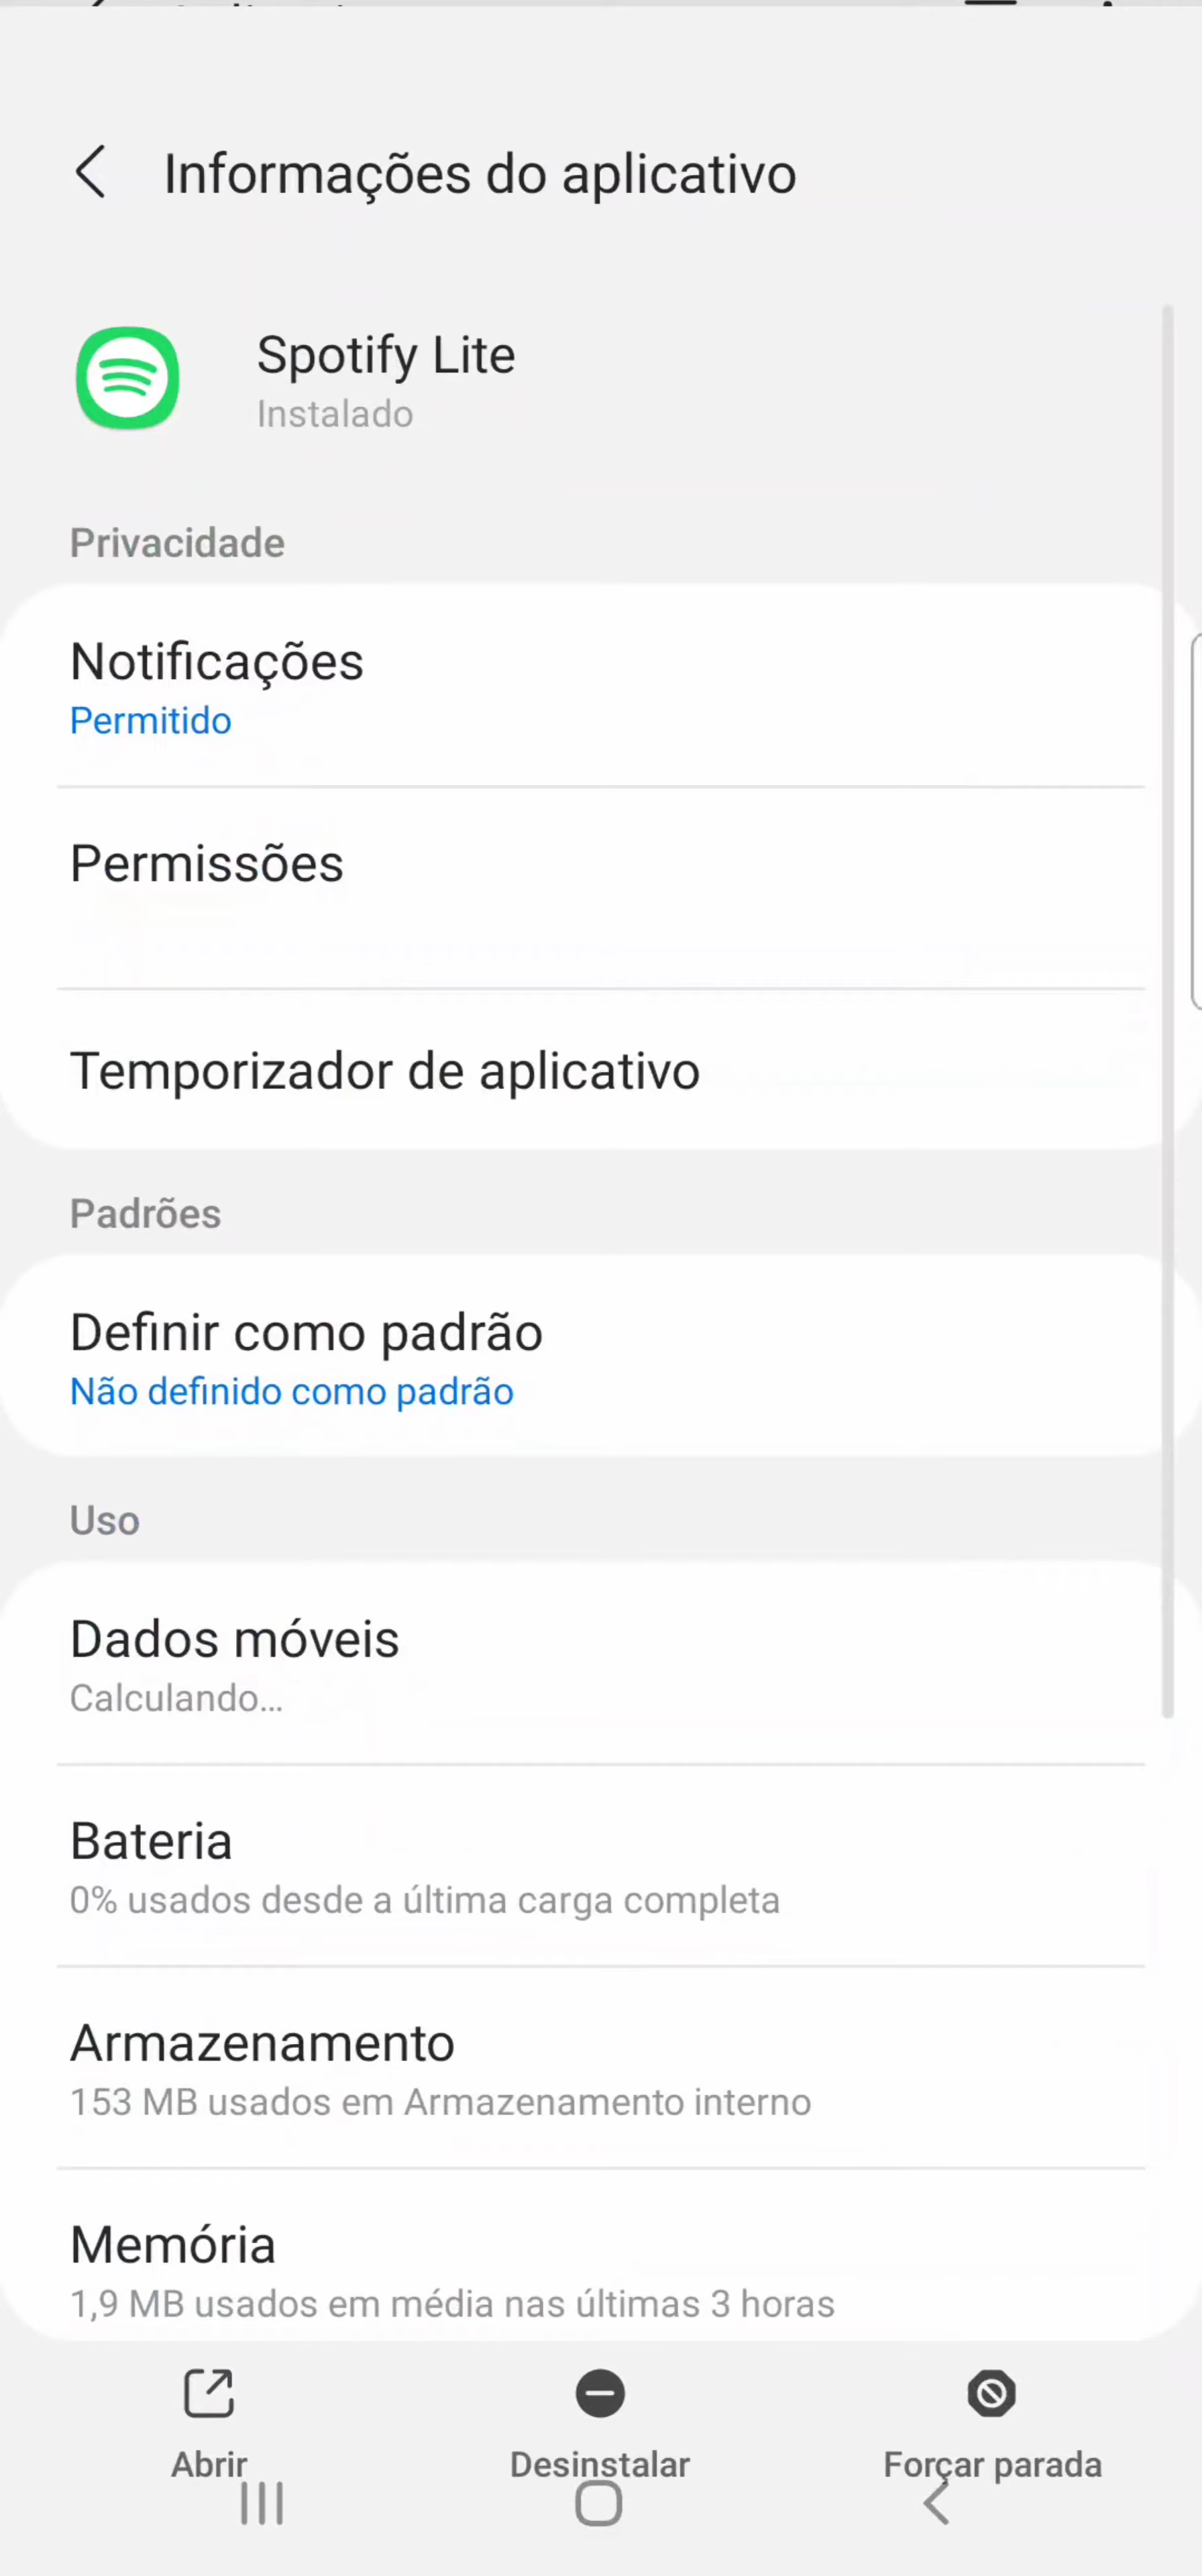 Informações do aplicativo
Spotify Lite
Instalado
Privacidade
Notificações
Permitido
Permissões
Temporizador de aplicativo
Padrões
Definir como padrão
Não definido como padrão
Uso
Dados móveis
Calculando...
Bateria
0% usados desde a última carga completa
Armazenamento
153 MB usados em Armazenamento interno
Memória
1,9 MB usados em média nas últimas 3 horas
Abrir
Desinstalar
Forçar parada